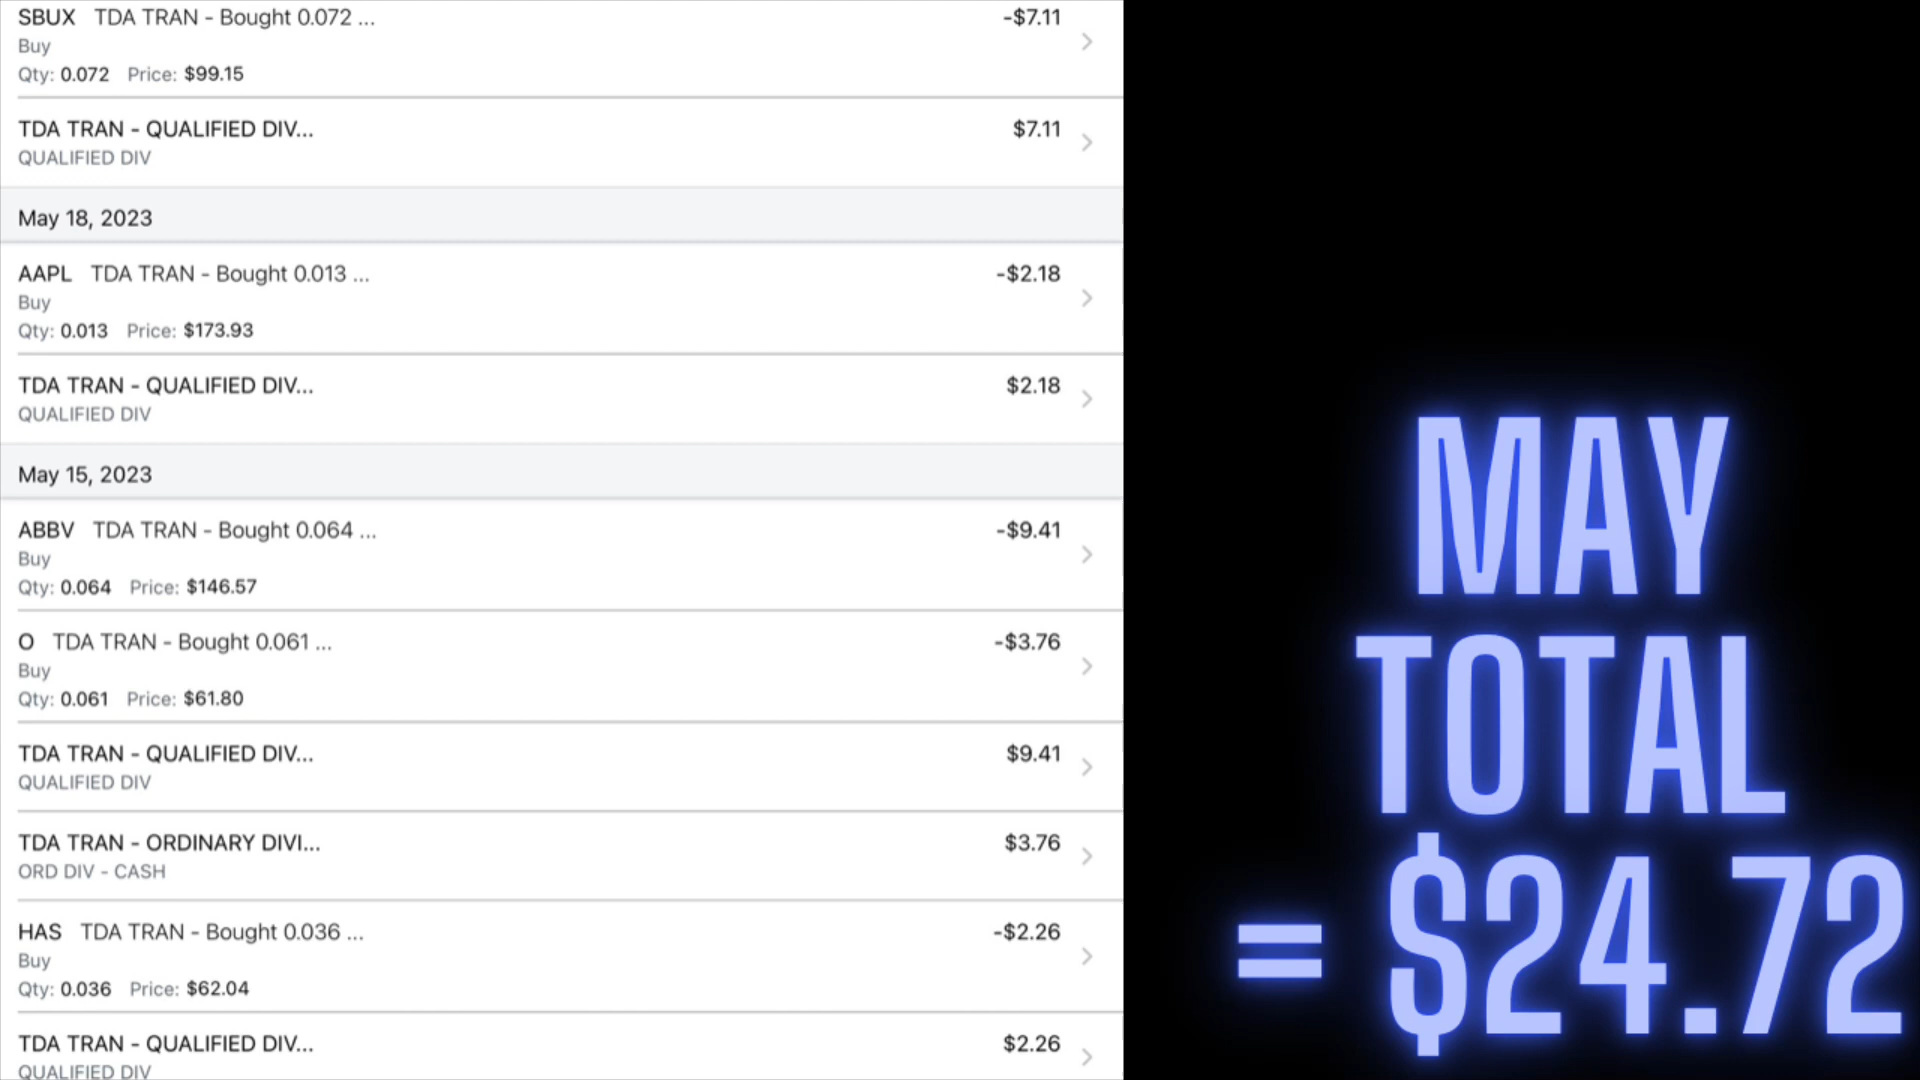 SBUX TDA TRAN - Bought 0.072 ... -$7.11
Buy
Qty: 0.072 Price: $99.15
TDA TRAN - QUALIFIED DIV... $7.11
QUALIFIED DIV
May 18, 2023
AAPL TDA TRAN - Bought 0.013 ... -$2.18
Buy
Qty: 0.013 Price: $173.93
TDA TRAN - QUALIFIED DIV... $2.18
QUALIFIED DIV
May 15, 2023
ABBV TDA TRAN - Bought 0.064 ... -$9.41
Buy
Qty: 0.064 Price: $146.57
O TDA TRAN - Bought 0.061 ... -$3.76
Buy
Qty: 0.061 Price: $61.80
TDA TRAN - QUALIFIED DIV... $9.41
QUALIFIED DIV
TDA TRAN - ORDINARY DIVI... $3.76
ORD DIV - CASH
HAS TDA TRAN - Bought 0.036 ... -$2.26
Buy
Qty: 0.036 Price: $62.04
TDA TRAN - QUALIFIED DIV... $2.26
QUALIFIED DIV
MAY
TOTAL
= $24.72